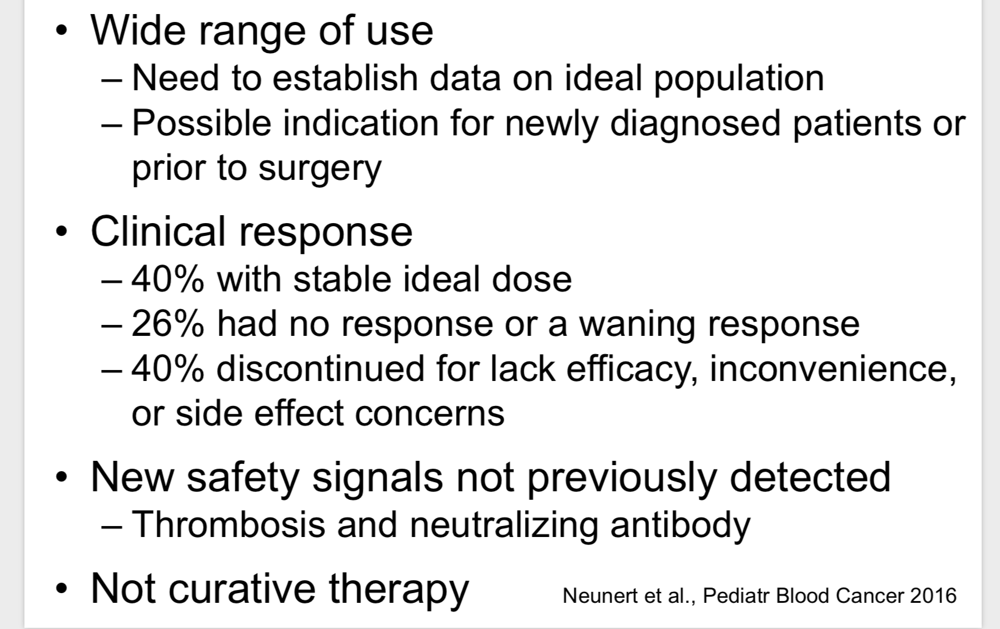 • Wide range of use
– Need to establish data on ideal population
– Possible indication for newly diagnosed patients or
prior to surgery
• Clinical response
– 40% with stable ideal dose
– 26% had no response or a waning response
– 40% discontinued for lack efficacy, inconvenience,
or side effect concerns
• New safety signals not previously detected
– Thrombosis and neutralizing antibody
• Not curative therapy
Neunert et al., Pediatr Blood Cancer 2016